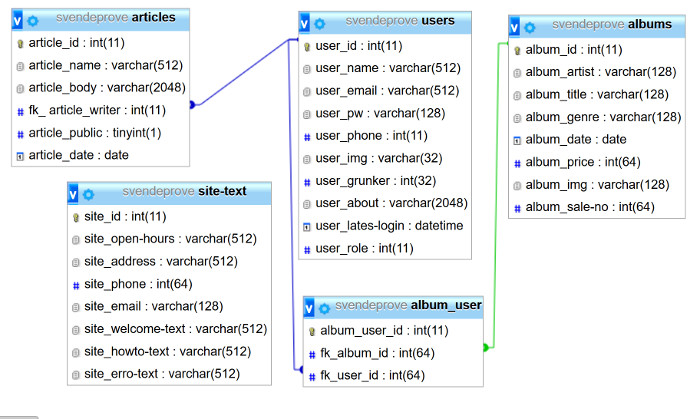 svendeprove articles
article_id : int(11)
article_name : varchar(512)
article_body : varchar(2048)
fk_ article_writer : int(11)
article_public : tinyint(1)
article_date : date
svendeprove users
user_id : int(11)
user_name : varchar(512)
user_email : varchar(512)
user_pw : varchar(128)
user_phone : int(11)
user_img : varchar(32)
user_grunker : int(32)
user_about : varchar(2048)
user_lates-login : datetime
user_role : int(11)
svendeprove albums
album_id : int(11)
album_artist : varchar(128)
album_title : varchar(128)
album_genre : varchar(128)
album_date : date
album_price : int(64)
album_img : varchar(128)
album_sale-no : int(64)
svendeprove site-text
site_id : int(11)
site_open-hours : varchar(512)
site_address : varchar(512)
site_phone : int(64)
site_email : varchar(128)
site_welcome-text : varchar(512)
site_howto-text : varchar(512)
site_erro-text : varchar(512)
svendeprove album_user
album_user_id : int(11)
fk_album_id : int(64)
fk_user_id : int(64)